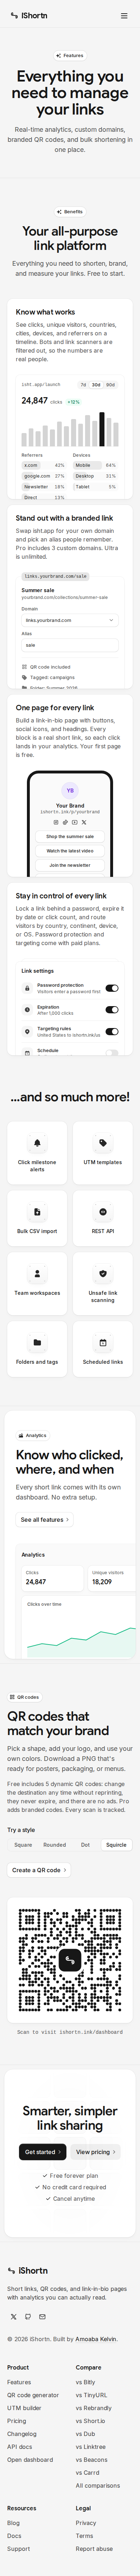 iShortn
Features
Everything you
need to manage
your links
Real-time analytics, custom domains,
branded QR codes, and bulk shortening in
one place.
Benefits
Your all-purpose
link platform
Everything you need to shorten, brand,
and measure your links. Free to start.
Know what works
See clicks, unique visitors, countries,
cities, devices, and referrers on a
timeline. Bots and link scanners are
filtered out, so the numbers are
real people.
isht.app/launch 7d 30d 90d
24,847 clicks +12%
Referrers Devices
x.com 42% Mobile 64%
google.com 27% Desktop 31%
Newsletter 18% Tablet 5%
Direct 13%
Stand out with a branded link
Swap isht.app for your own domain
and pick an alias people remember.
Pro includes 3 custom domains. Ultra
is unlimited.
links.yourbrand.com/sale
Summer sale
yourbrand.com/collections/summer-sale
Domain
links.yourbrand.com
Alias
sale
QR code included
Tagged: campaigns
Folder: Summer 2026
One page for every link
Build a link-in-bio page with buttons,
social icons, images, and embeds.
It runs on short links, so each click
lands in your analytics. Your first page
is free.
YB
Your Brand
ishortn.ink/p/yourbrand
Shop the summer sale
Watch the latest video
Join the newsletter
Stay in control of every link
Lock a link behind a password, expire it
by date or click count, and route
visitors by country, continent, device,
or OS. Password protection and
targeting come with paid plans.
Link settings
Password protection
Visitors enter a password first
Expiration
After 1,000 clicks
Targeting rules
United States to ishortn.ink/us
Schedule
...and so much more!
Click milestone
alerts
UTM templates
Bulk CSV import
REST API
Team workspaces
Unsafe link
scanning
Folders and tags
Scheduled links
Analytics
Know who clicked,
where, and when
Every short link comes with its own
dashboard. No extra setup.
See all features
Analytics
Clicks
24,847
Unique visitors
18,209
Clicks over time
QR codes
QR codes that
match your brand
Pick a shape, add your logo, and use your
own colors. Download a PNG that's
ready for posters, packaging, or menus.
Free includes 5 dynamic QR codes: change
the destination any time without reprinting,
they never expire, and there are no ads. Pro
adds branded codes. Every scan is tracked.
Try a style
Square Rounded Dot Squircle
Create a QR code
Scan to visit ishortn.ink/dashboard
Smarter, simpler
link sharing
Get started View pricing
Free forever plan
No credit card required
Cancel anytime
iShortn
Short links, QR codes, and link-in-bio pages
with analytics you can actually read.
© 2026 iShortn. Built by Amoaba Kelvin.
Product
Features
QR code generator
UTM builder
Pricing
Changelog
API docs
Open dashboard
Compare
vs Bitly
vs TinyURL
vs Rebrandly
vs Short.io
vs Dub
vs Linktree
vs Beacons
vs Carrd
All comparisons
Resources
Blog
Docs
Support
Legal
Privacy
Terms
Report abuse